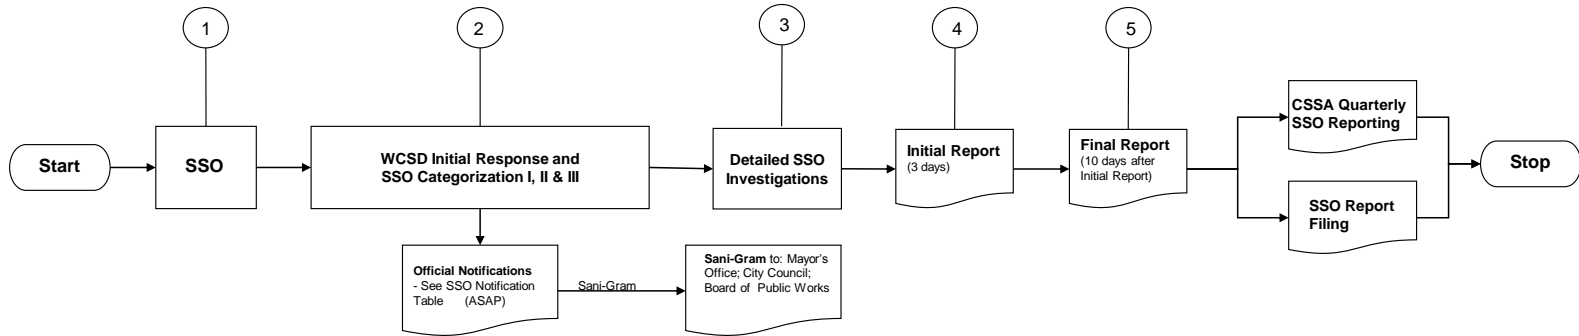 1
2
3
4
5
Start
SSO
WCSD Initial Response and
SSO Categorization I, II & III
Detailed SSO
Investigations
Initial Report
(3 days)
Final Report
(10 days after
Initial Report)
CSSA Quarterly
SSO Reporting
SSO Report
Filing
Stop
Official Notifications
- See SSO Notification
Table (ASAP)
Sani-Gram
Sani-Gram to: Mayor's
Office; City Council;
Board of Public Works